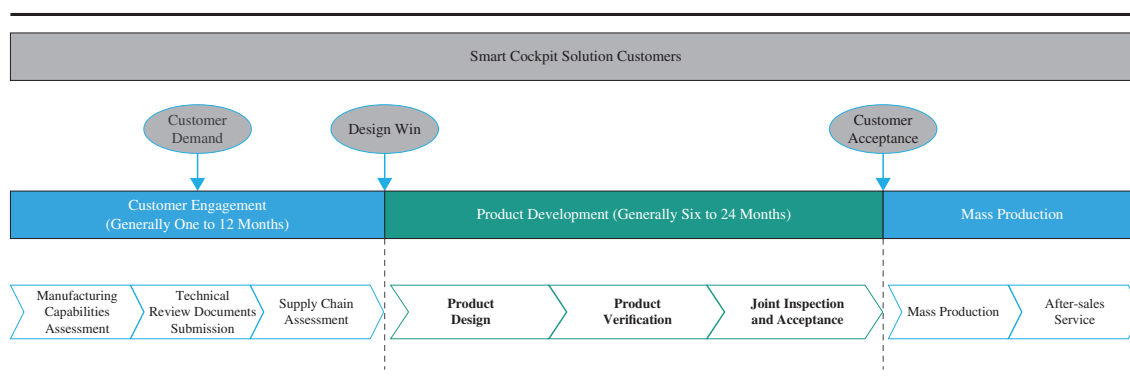 Smart Cockpit Solution Customers
Customer
Demand
Design Win
Customer
Acceptance
Customer Engagement
(Generally One to 12 Months)
Product Development (Generally Six to 24 Months)
Mass Production
Manufacturing
Capabilities
Assessment
Technical
Review Documents
Submission
Supply Chain
Assessment
Product
Design
Product
Verification
Joint Inspection
and Acceptance
Mass Production
After-sales
Service